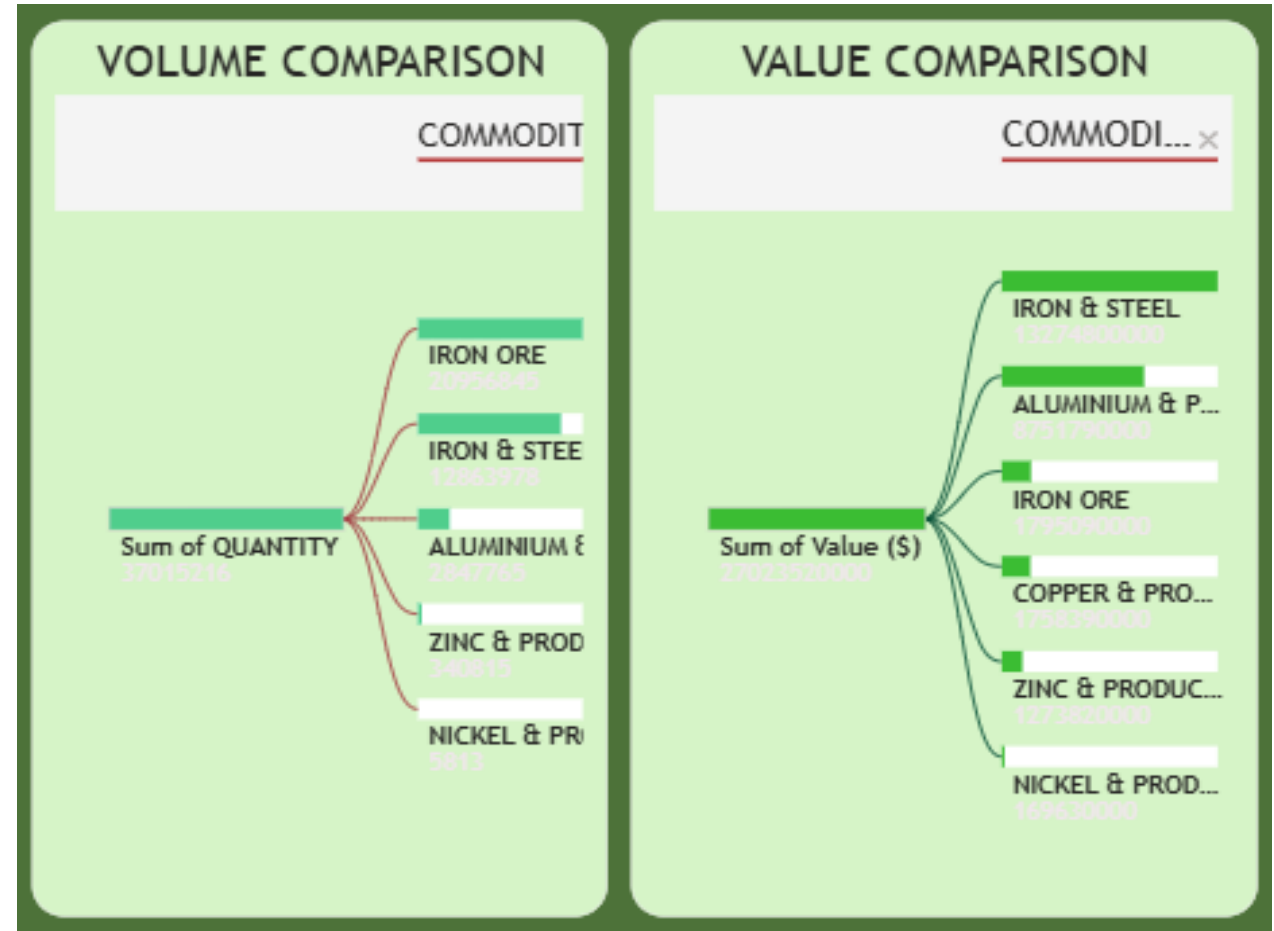 VOLUME COMPARISON
COMMODIT
IRON ORE
20956845
IRON & STEE
12863978
Sum of QUANTITY
37015216
ALUMINIUM &
2847765
ZINC & PROD
340815
NICKEL & PR
5813
VALUE COMPARISON
COMMODI...
IRON & STEEL
13274800000
ALUMINIUM & P...
8751790000
IRON ORE
1795090000
Sum of Value ($)
27023520000
COPPER & PRO...
1758390000
ZINC & PRODUC...
1273820000
NICKEL & PROD...
169630000